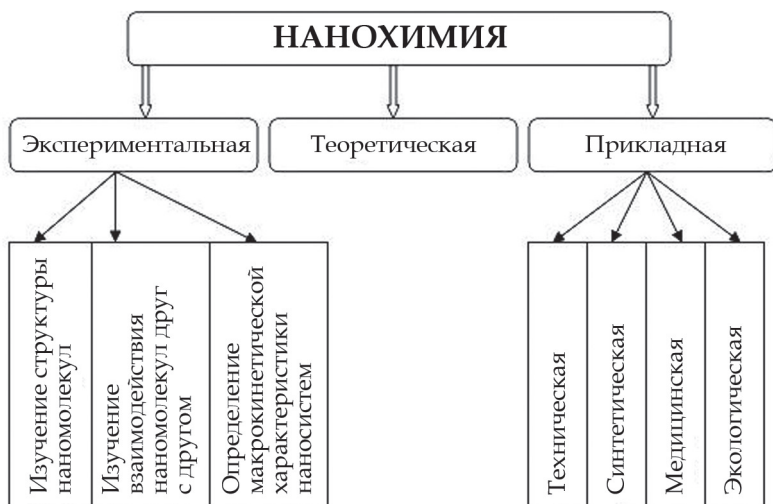 НАНОХИМИЯ
Экспериментальная
Теоретическая
Прикладная
Изучение структуры
наномолекул
Изучение
взаимодействия
наномолекул друг
с другом
Определение
макрокинетической
характеристики
наносистем
Техническая
Синтетическая
Медицинская
Экологическая